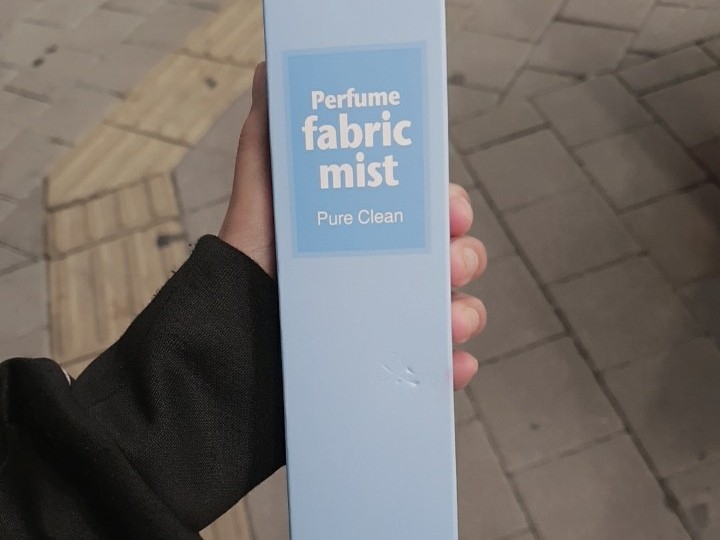 Perfume
fabric
mist
Pure Clean